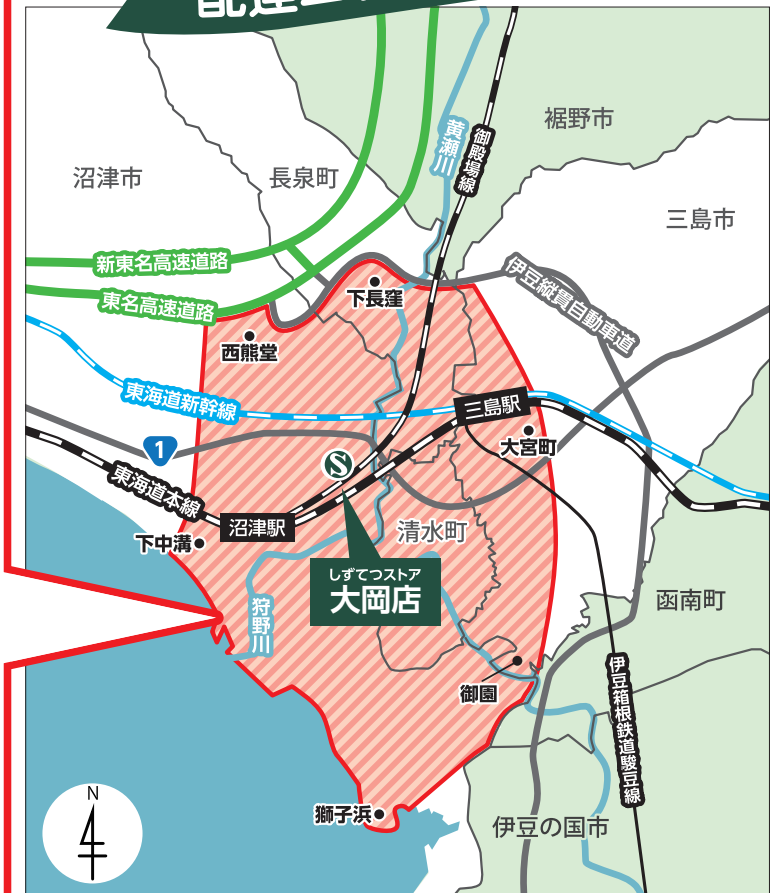 配達エ
裾野市
黄瀬川
御殿場線
沼津市
長泉町
三島市
新東名高速道路
伊豆縦貫自動車道
東名高速道路
下長窪
西熊堂
東海道新幹線
三島駅
大宮町
1
S
東海道本線
沼津駅
清水町
下中溝
しずてつストア
大岡店
狩野川
函南町
御園
伊豆箱根鉄道駿豆線
N
獅子浜
伊豆の国市